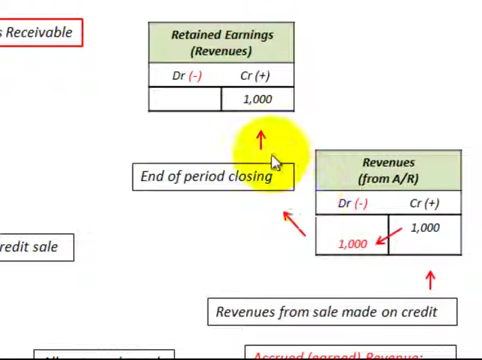 s Receivable
Retained Earnings
(Revenues)
Dr (-) Cr (+)
1,000
End of period closing
Revenues
(from A/R)
Dr (-) Cr (+)
1,000
1,000
redit sale
Revenues from sale made on credit
Accrued (earned) Revenue: